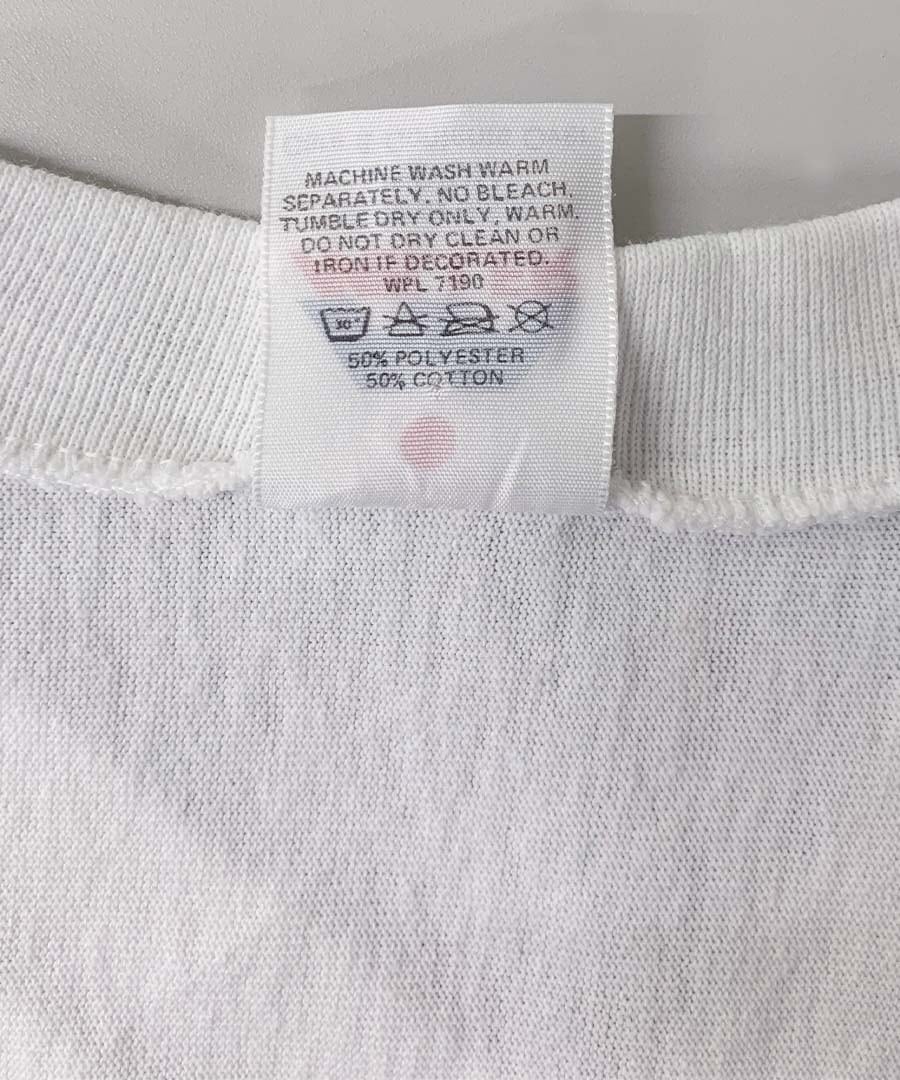 MACHINE WASH WARM
SEPARATELY. NO BLEACH.
TUMBLE DRY ONLY, WARM.
DO NOT DRY CLEAN OR
IRON IF DECORATED.
WPL 7190
30°
50% POLYESTER
50% COTTON